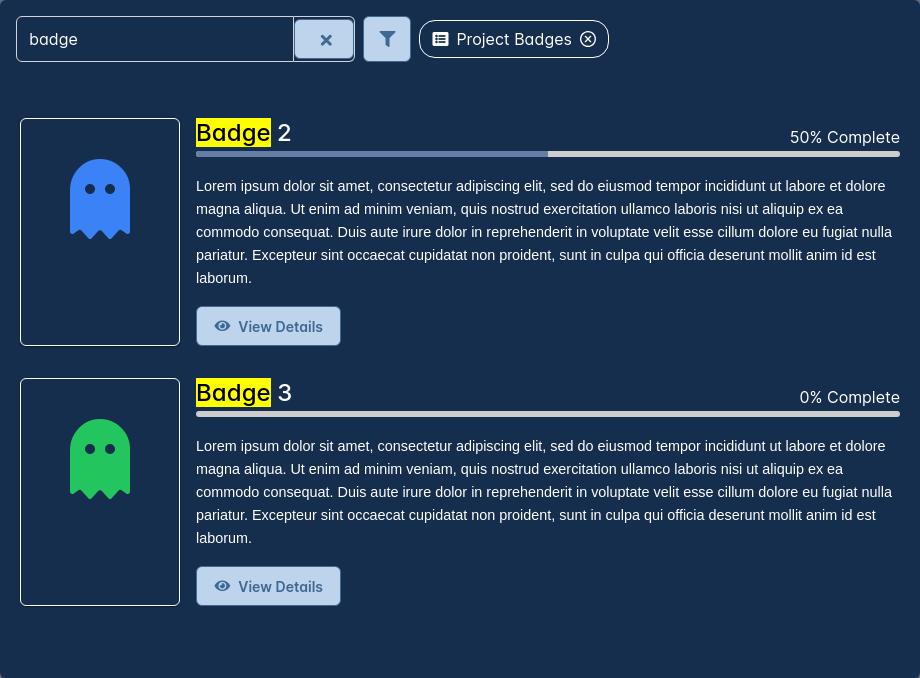 badge
Project Badges
Badge 2
50% Complete
Lorem ipsum dolor sit amet, consectetur adipiscing elit, sed do eiusmod tempor incididunt ut labore et dolore
magna aliqua. Ut enim ad minim veniam, quis nostrud exercitation ullamco laboris nisi ut aliquip ex ea
commodo consequat. Duis aute irure dolor in reprehenderit in voluptate velit esse cillum dolore eu fugiat nulla
pariatur. Excepteur sint occaecat cupidatat non proident, sunt in culpa qui officia deserunt mollit anim id est
laborum.
View Details
Badge 3
0% Complete
Lorem ipsum dolor sit amet, consectetur adipiscing elit, sed do eiusmod tempor incididunt ut labore et dolore
magna aliqua. Ut enim ad minim veniam, quis nostrud exercitation ullamco laboris nisi ut aliquip ex ea
commodo consequat. Duis aute irure dolor in reprehenderit in voluptate velit esse cillum dolore eu fugiat nulla
pariatur. Excepteur sint occaecat cupidatat non proident, sunt in culpa qui officia deserunt mollit anim id est
laborum.
View Details